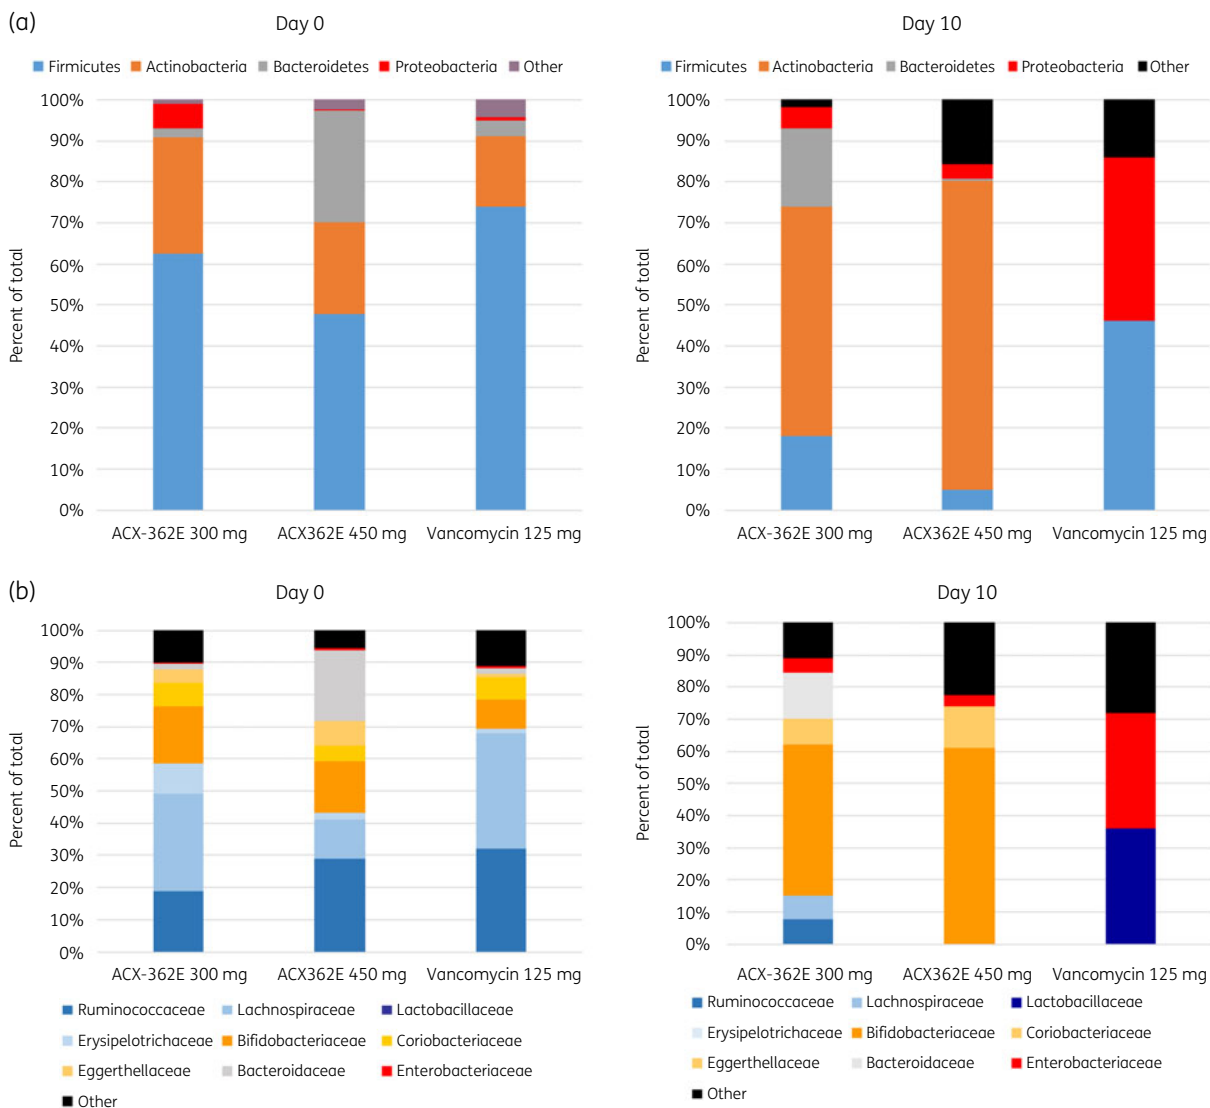 (a)
Day 0
Firmicutes Actinobacteria Bacteroidetes Proteobacteria Other
100%
90%
80%
70%
60%
50%
40%
30%
20%
10%
0%
Percent of total
ACX-362E 300 mg ACX362E 450 mg Vancomycin 125 mg
Day 10
Firmicutes Actinobacteria Bacteroidetes Proteobacteria Other
100%
90%
80%
70%
60%
50%
40%
30%
20%
10%
0%
Percent of total
ACX-362E 300 mg ACX362E 450 mg Vancomycin 125 mg
(b)
Day 0
100%
90%
80%
70%
60%
50%
40%
30%
20%
10%
0%
Percent of total
ACX-362E 300 mg ACX362E 450 mg Vancomycin 125 mg
Ruminococcaceae Lachnospiraceae Lactobacillaceae
Erysipelotrichaceae Bifidobacteriaceae Coriobacteriaceae
Eggerthellaceae Bacteroidaceae Enterobacteriaceae
Other
Day 10
100%
90%
80%
70%
60%
50%
40%
30%
20%
10%
0%
Percent of total
ACX-362E 300 mg ACX362E 450 mg Vancomycin 125 mg
Ruminococcaceae Lachnospiraceae Lactobacillaceae
Erysipelotrichaceae Bifidobacteriaceae Coriobacteriaceae
Eggerthellaceae Bacteroidaceae Enterobacteriaceae
Other